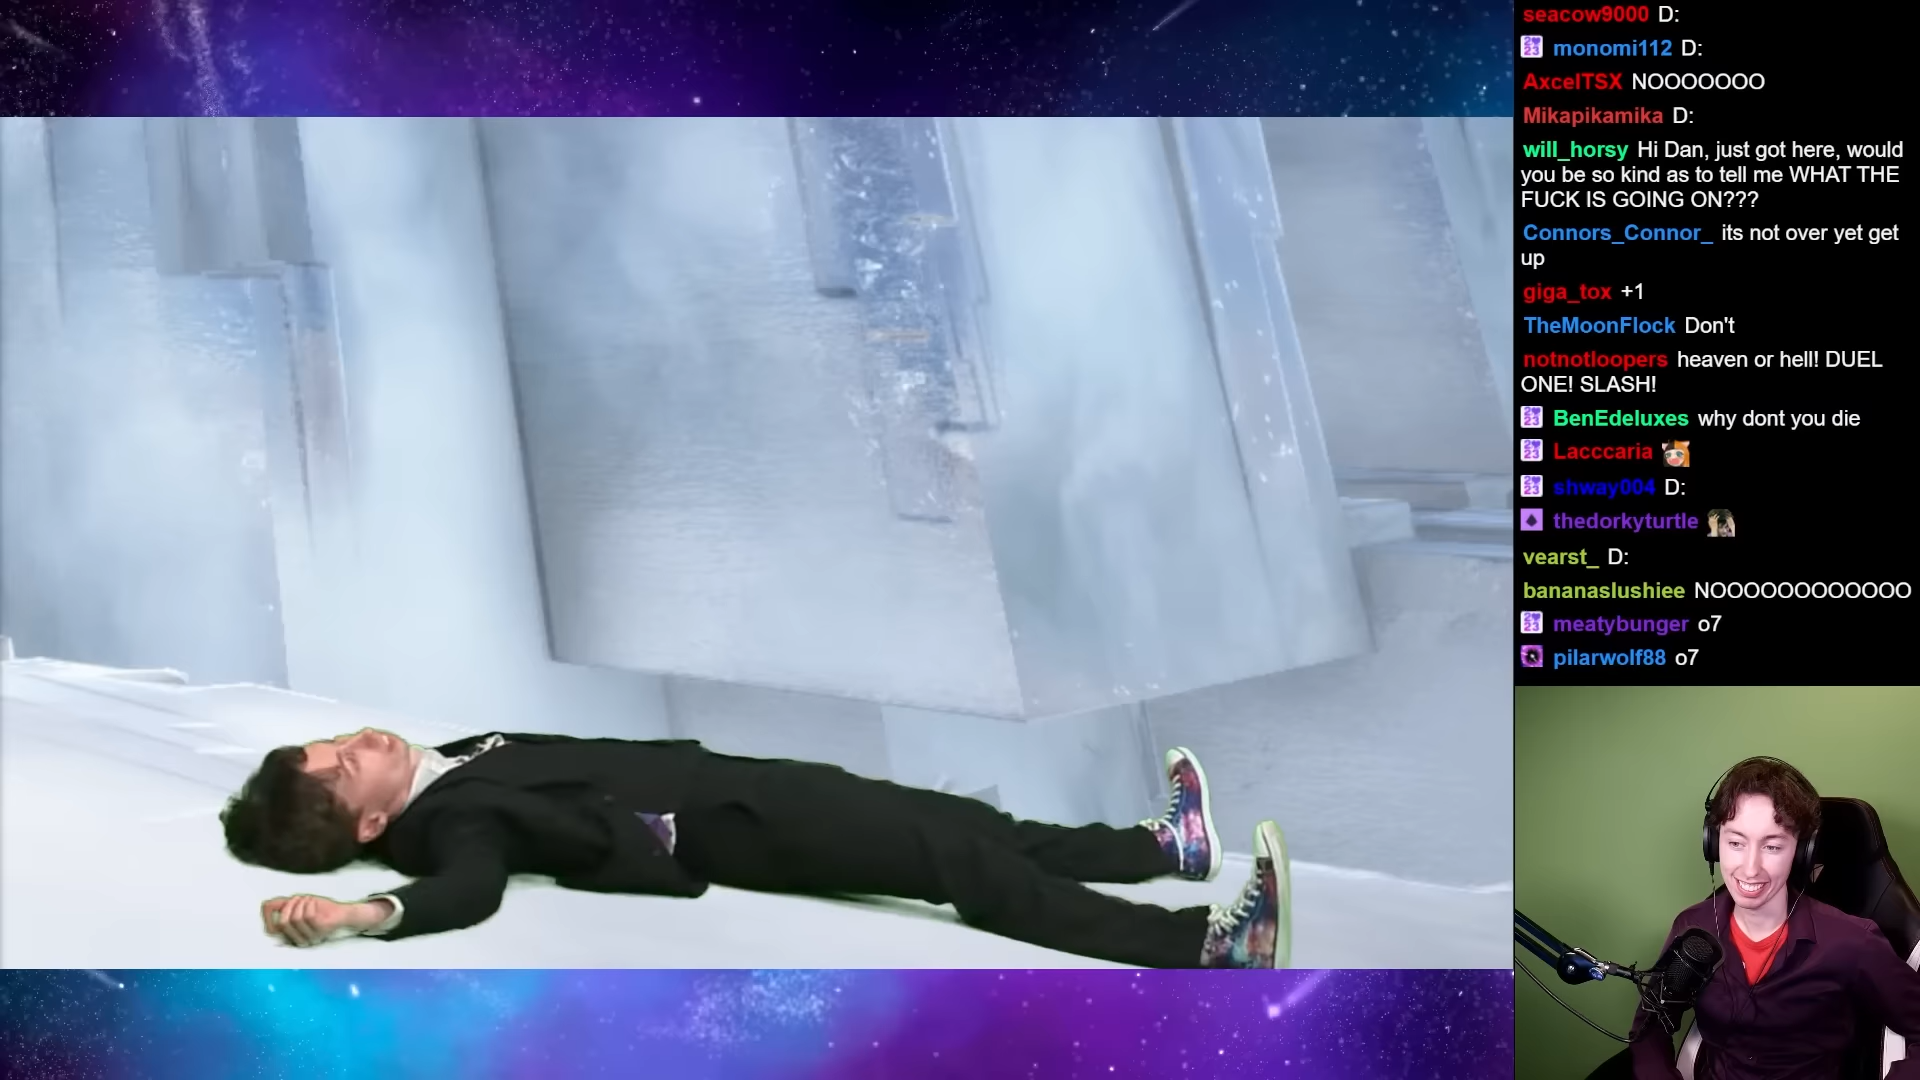 seacow9000 D:
monomi112 D:
AxcelTSX NOOOOOOO
Mikapikamika D:
will_horsy Hi Dan, just got here, would
you be so kind as to tell me WHAT THE
FUCK IS GOING ON???
Connors_Connor_ its not over yet get
up
giga_tox +1
TheMoonFlock Don't
notnotloopers heaven or hell! DUEL
ONE! SLASH!
BenEdeluxes why dont you die
Lacccaria
shway004 D:
thedorkyturtle
vearst_ D:
bananaslushiee NOOOOOOOOOOOO
meatybunger o7
pilarwolf88 o7